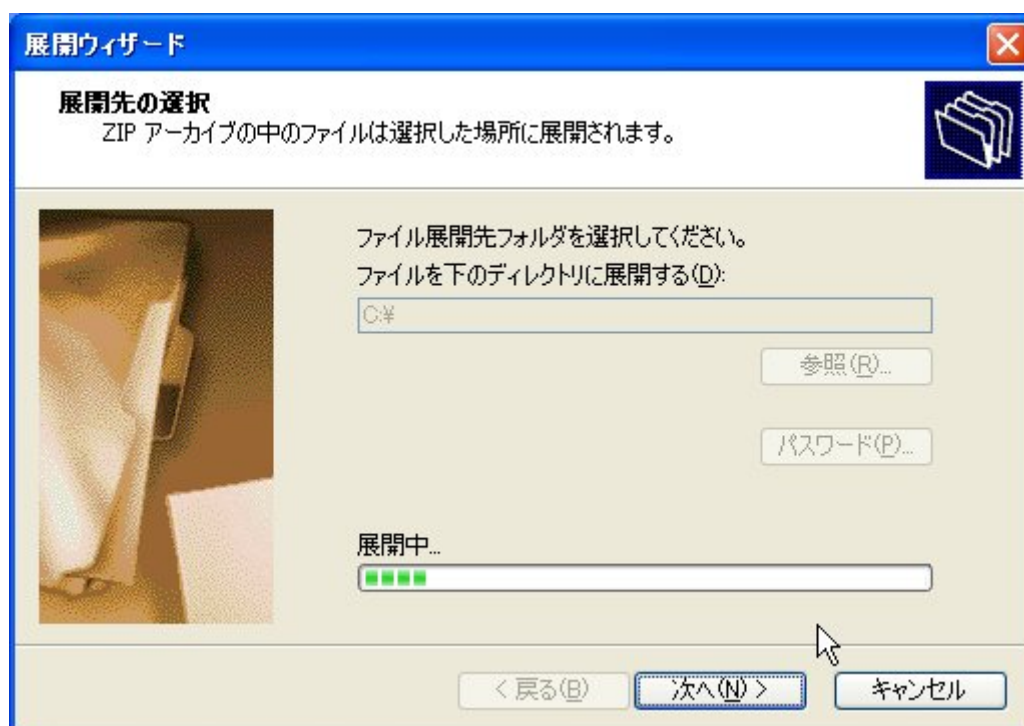 展開ウィザード
展開先の選択
ZIP アーカイブの中のファイルは選択した場所に展開されます。
ファイル展開先フォルダを選択してください。
ファイルを下のディレクトリに展開する(D):
C:¥
参照(R)...
パスワード(P)...
展開中...
< 戻る(B)
次へ(N) >
キャンセル